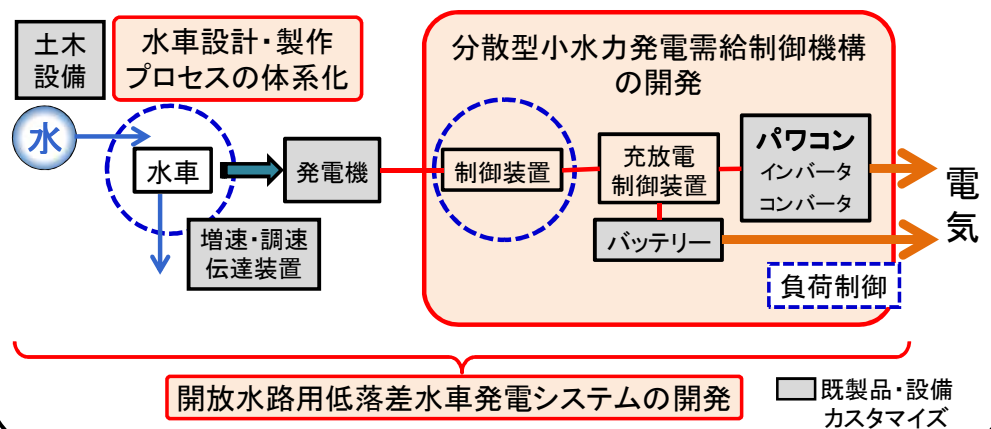 土木
設備
水車設計・製作
プロセスの体系化
分散型小水力発電需給制御機構
の開発
水
水車
発電機
制御装置
充放電
制御装置
パワコン
インバータ
コンバータ
電
気
増速・調速
伝達装置
バッテリー
負荷制御
開放水路用低落差水車発電システムの開発
既製品・設備
カスタマイズ